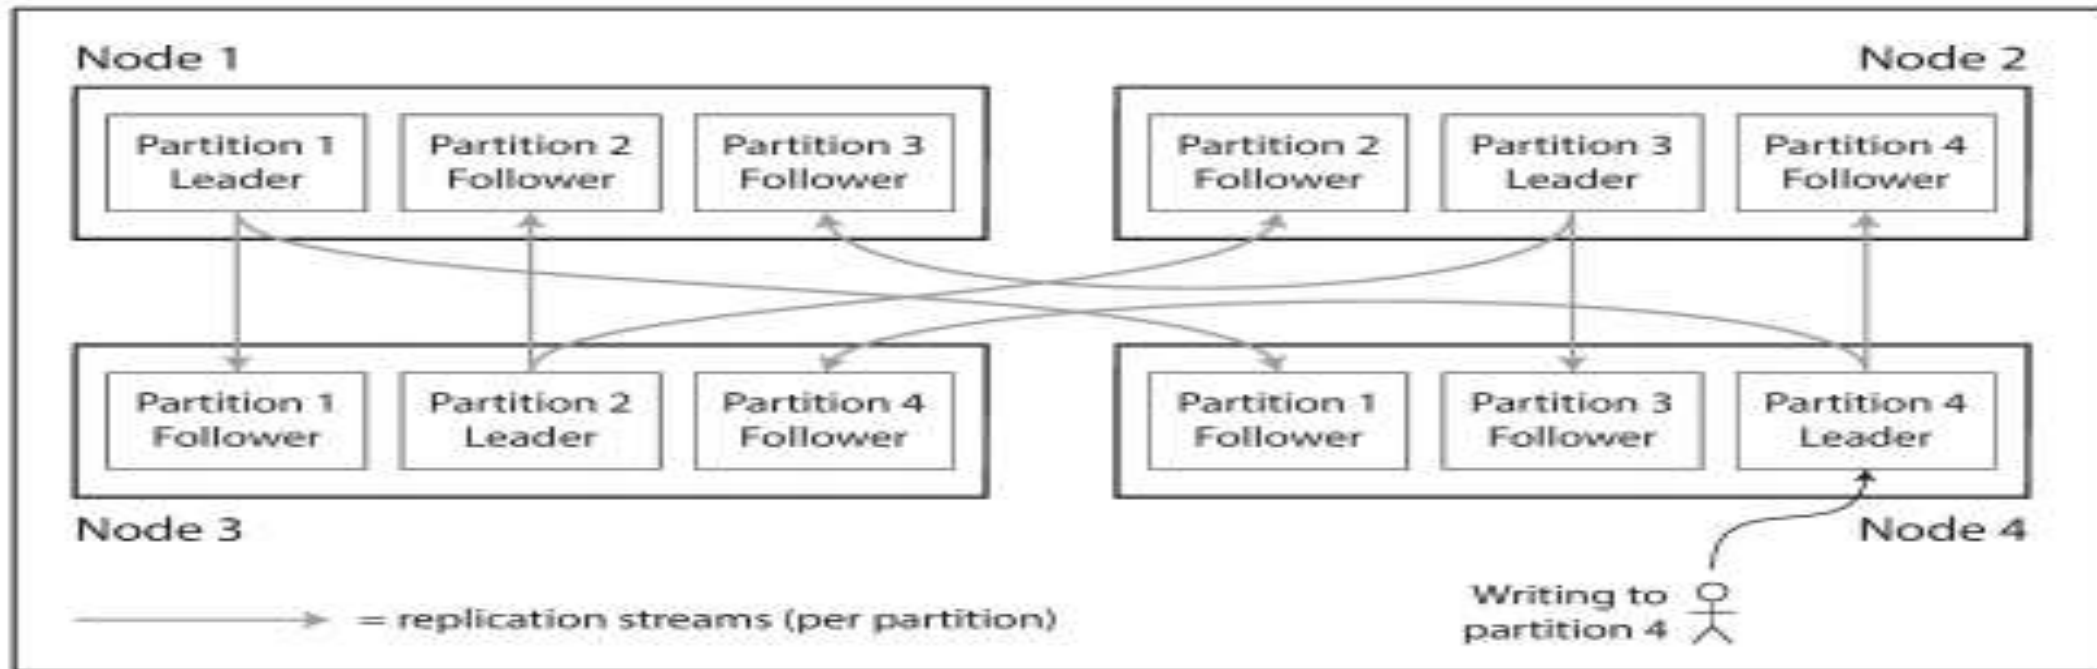 Node 1
Node 2
Partition 1
Leader
Partition 2
Follower
Partition 3
Follower
Partition 2
Follower
Partition 3
Leader
Partition 4
Follower
Partition 1
Follower
Partition 2
Leader
Partition 4
Follower
Partition 1
Follower
Partition 3
Follower
Partition 4
Leader
Node 3
Node 4
= replication streams (per partition)
Writing to
partition 4